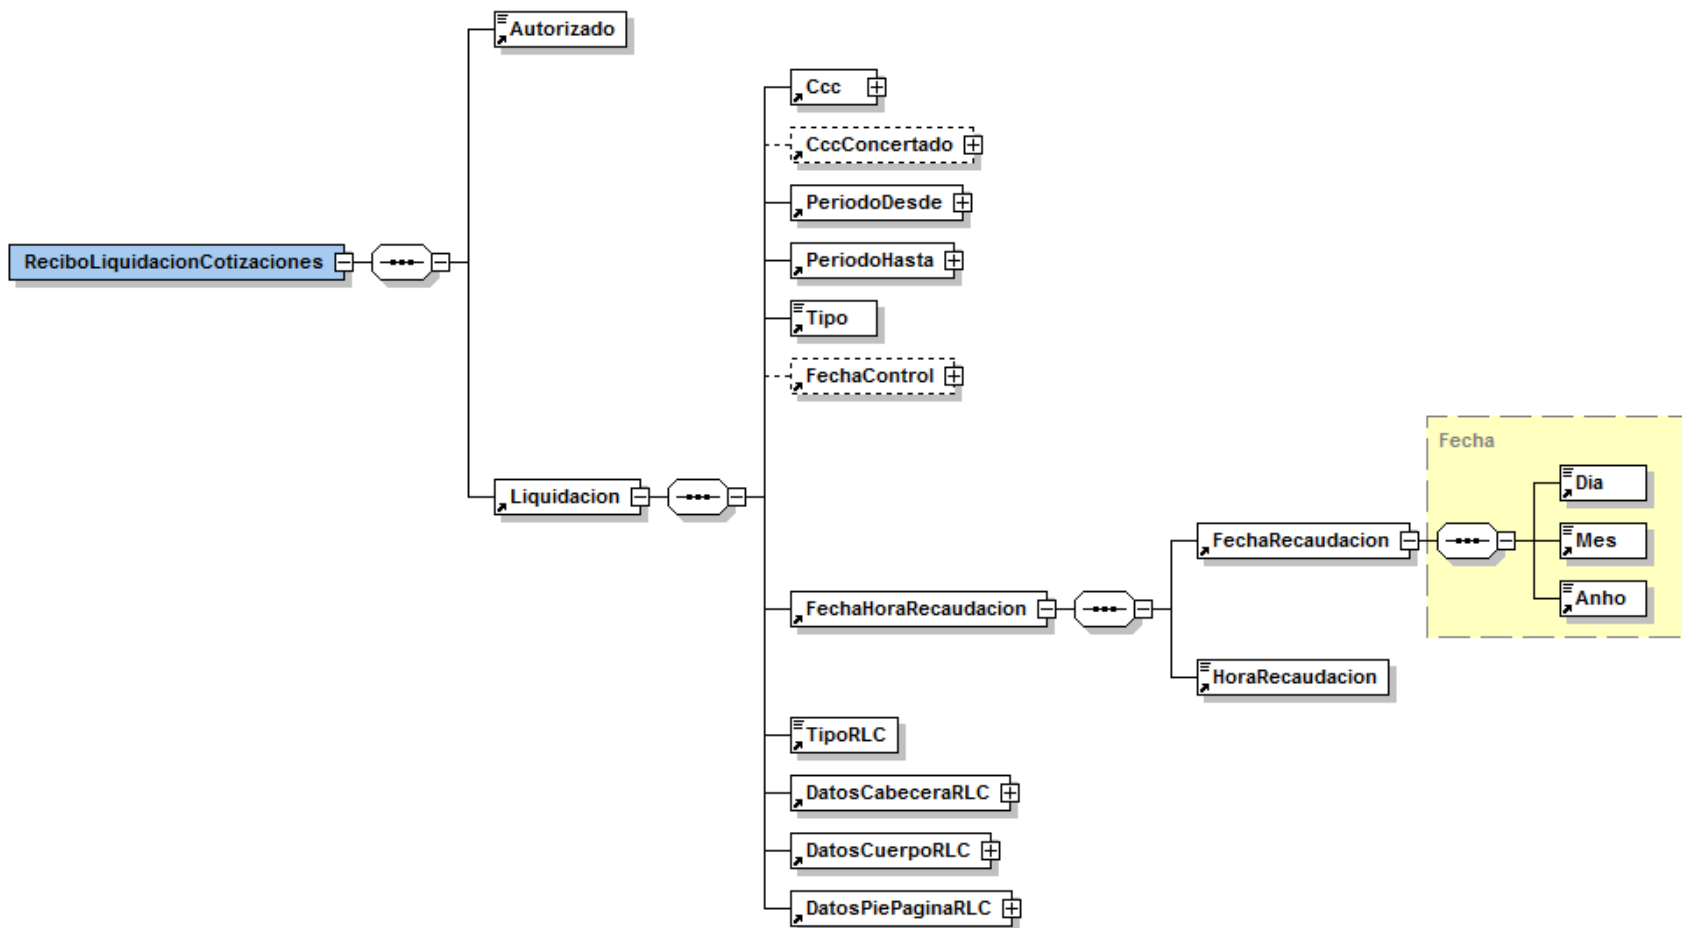 Autorizado
Ccc
CccConcertado
PeriodoDesde
ReciboLiquidacionCotizaciones
PeriodoHasta
Tipo
FechaControl
Fecha
Dia
Liquidacion
FechaRecaudacion
Mes
Anho
FechaHoraRecaudacion
HoraRecaudacion
TipoRLC
DatosCabeceraRLC
DatosCuerpoRLC
DatosPiePaginaRLC